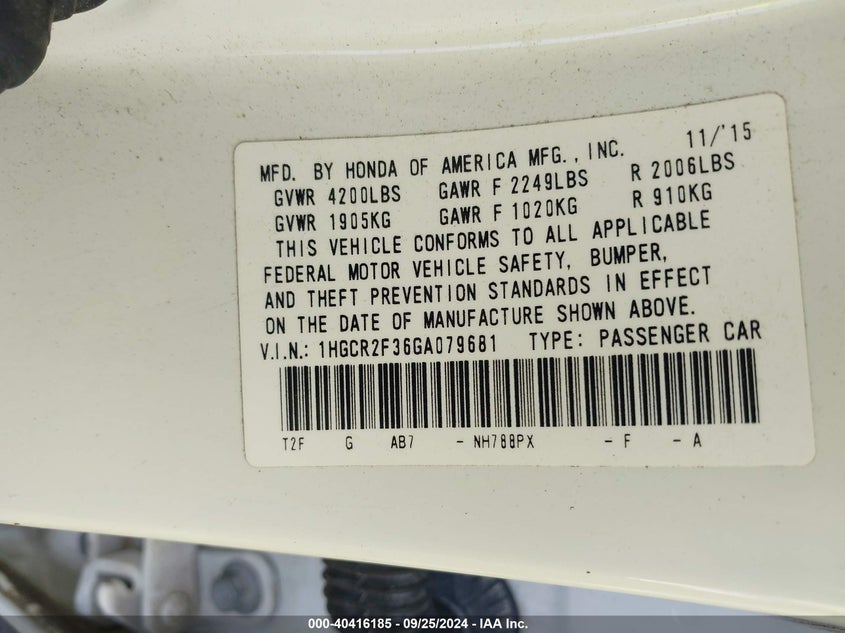 11/'15
MFD. BY HONDA OF AMERICA MFG., INC.
GVWR 4200LBS GAWR F 2249LBS R 2006LBS
GVWR 1905KG GAWR F 1020KG R 910KG
THIS VEHICLE CONFORMS TO ALL APPLICABLE
FEDERAL MOTOR VEHICLE SAFETY, BUMPER,
AND THEFT PREVENTION STANDARDS IN EFFECT
ON THE DATE OF MANUFACTURE SHOWN ABOVE.
V.I.N.: 1HGCR2F36GA079681 TYPE: PASSENGER CAR
T2F G AB7 - NH788PX - F - A
000-40416185 - 09/25/2024 - IAA Inc.